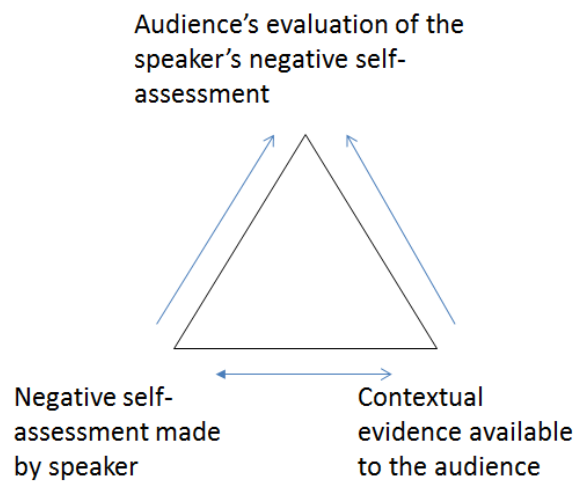 Audience’s evaluation of the
speaker’s negative self-
assessment
Negative self-
assessment made
by speaker
Contextual
evidence available
to the audience